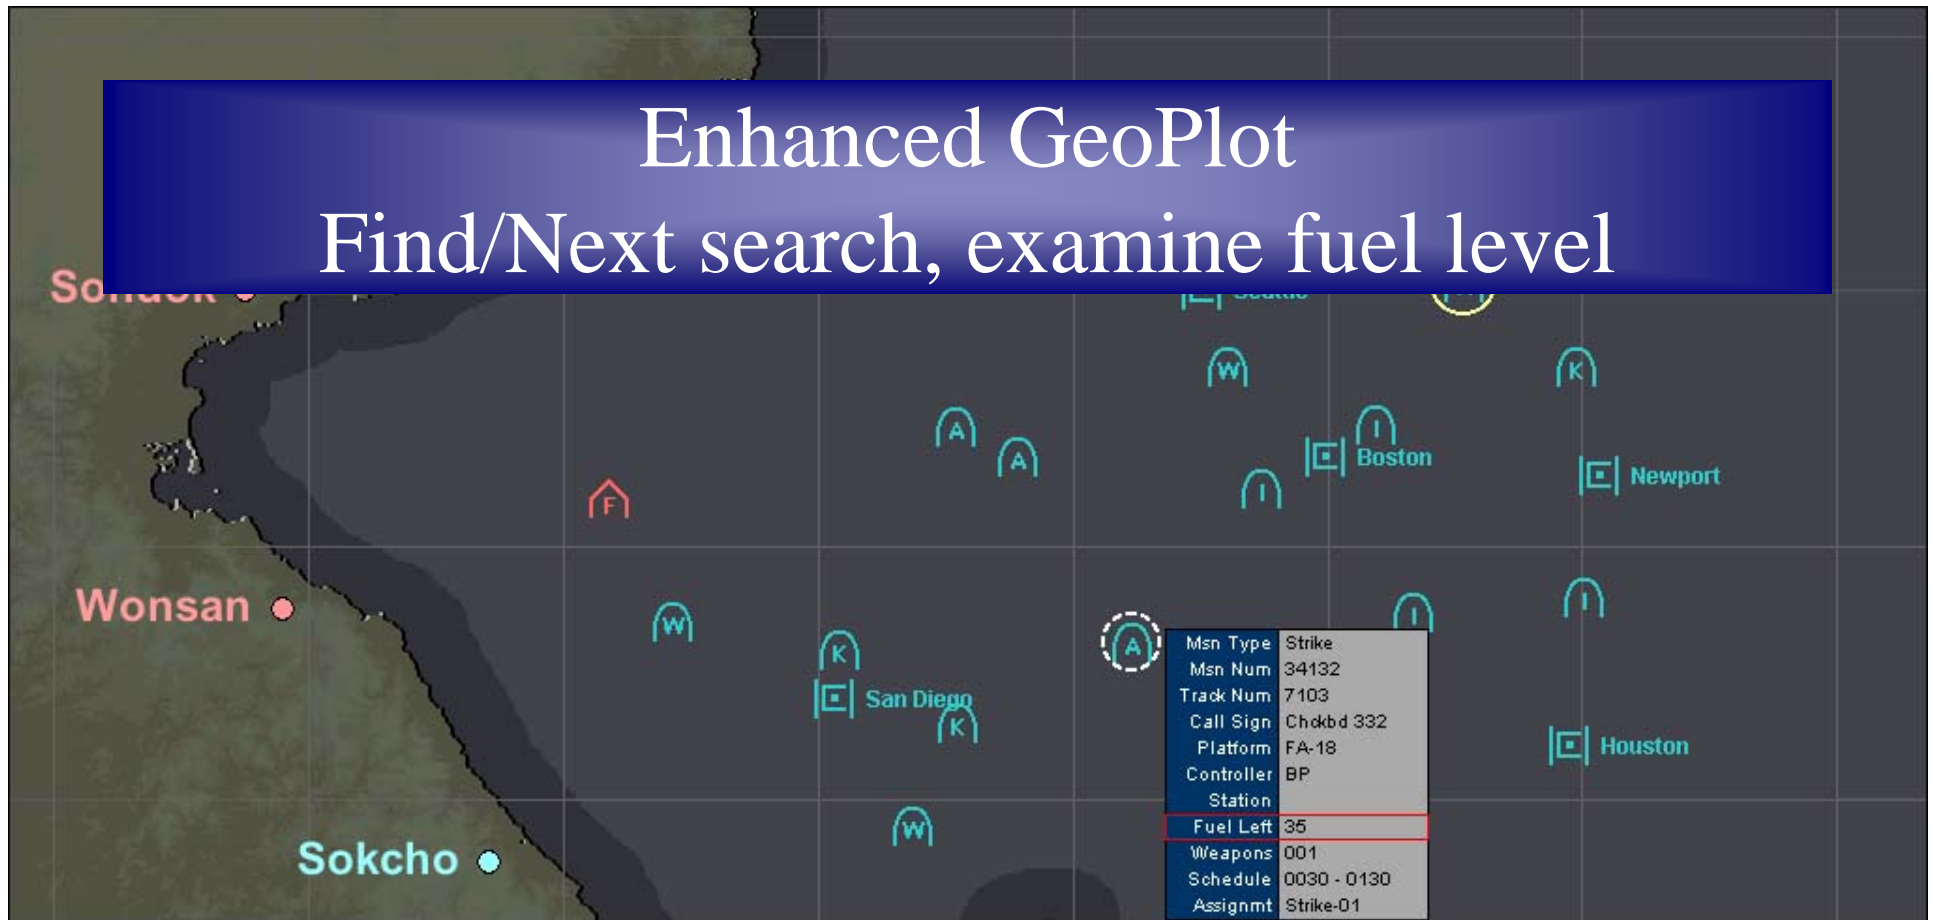 Enhanced GeoPlot
Find/Next search, examine fuel level
Sondok
Seattle
W
K
A
I
A
Boston
I
Newport
F
Wonsan
W
K
A
I
I
San Diego
K
Houston
W
Sokcho
Msn Type Strike
Msn Num 34132
Track Num 7103
Call Sign Chckbd 332
Platform FA-18
Controller BP
Station
Fuel Left 35
Weapons 001
Schedule 0030 - 0130
Assignmt Strike-01